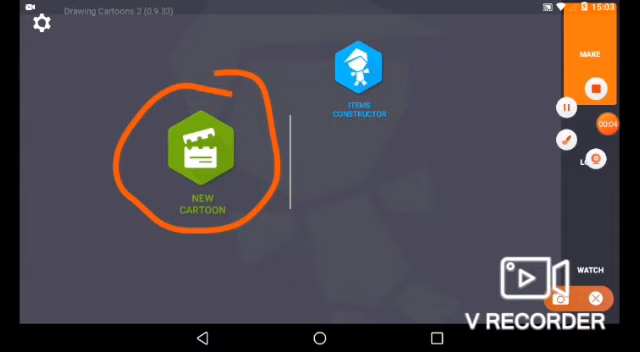 Drawing Cartoons 2 (0.9.33)
15:03
MAKE
ITEMS
CONSTRUCTOR
00:04
NEW
CARTOON
WATCH
V RECORDER